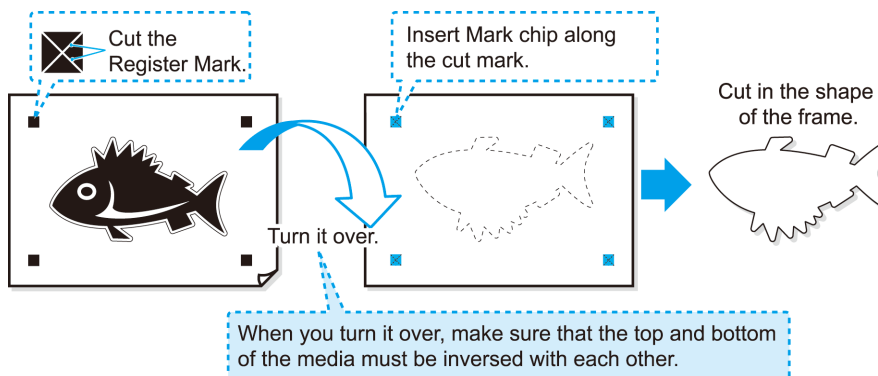 Cut the
Register Mark.
Insert Mark chip along
the cut mark.
Cut in the shape
of the frame.
Turn it over.
When you turn it over, make sure that the top and bottom
of the media must be inversed with each other.